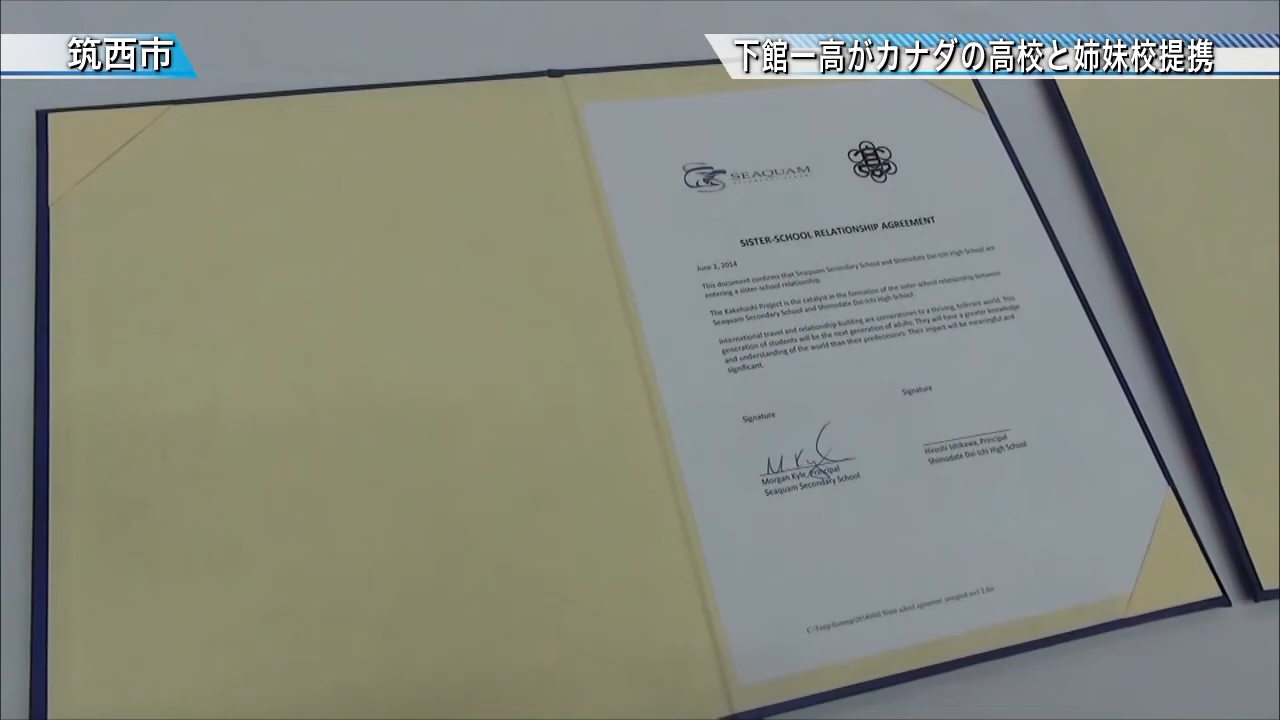 筑西市
下館一高がカナダの高校と姉妹校提携
SEAQUAM
SISTER-SCHOOL RELATIONSHIP AGREEMENT
June 2, 2014
This document confirms that Seaquam Secondary School and Shimodate Dai-Ichi High School are
entering a sister-school relationship.
The Kakehashi Project is the catalyst in the formation of the sister-school relationship between
Seaquam Secondary School and Shimodate Dai-Ichi High School.
International travel and relationship building are cornerstones to a thriving, tolerant world. This
generation of students will be the next generation of adults. They will have a greater knowledge
and understanding of the world than their predecessors. Their impact will be meaningful and
significant.
Signature
Signature
M Kyle
Morgan Kyle, Principal
Seaquam Secondary School
Hiroshi Ishikawa, Principal
Shimodate Dai-Ichi High School